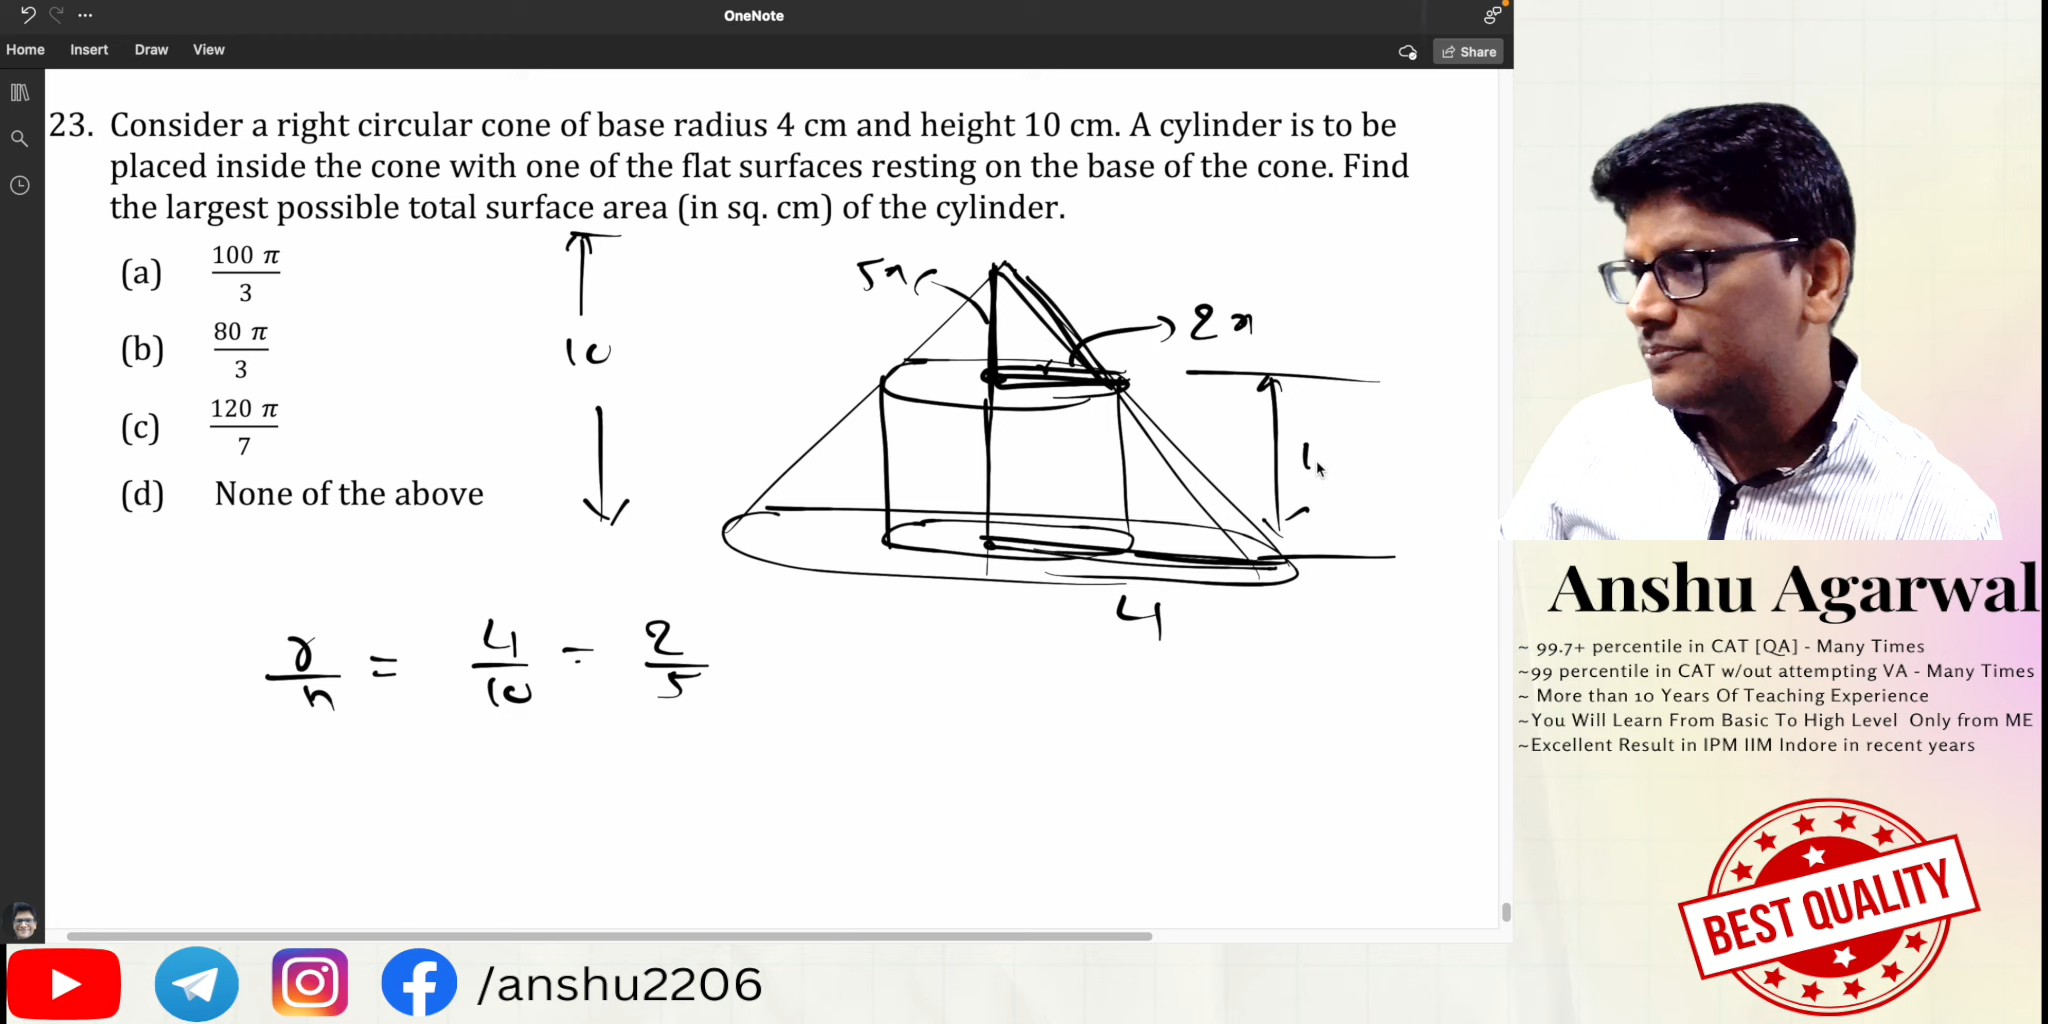 OneNote
Home Insert Draw View
Share
23. Consider a right circular cone of base radius 4 cm and height 10 cm. A cylinder is to be
placed inside the cone with one of the flat surfaces resting on the base of the cone. Find
the largest possible total surface area (in sq. cm) of the cylinder.
(a) 100 π / 3
(b) 80 π / 3
(c) 120 π / 7
(d) None of the above
10
5x
2x
r
4
r/h = 4/10 = 2/5
Anshu Agarwal
~ 99.7+ percentile in CAT [QA] - Many Times
~99 percentile in CAT w/out attempting VA - Many Times
~ More than 10 Years Of Teaching Experience
~You Will Learn From Basic To High Level Only from ME
~Excellent Result in IPM IIM Indore in recent years
BEST QUALITY
/anshu2206